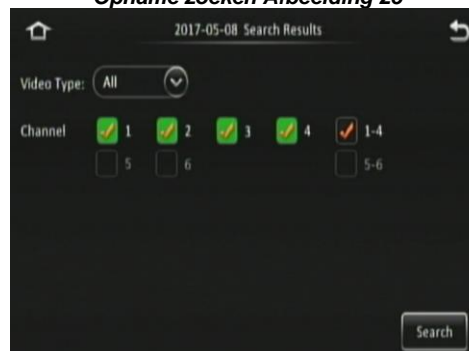 Opname zoeken Afbeelding 26
2017-05-08 Search Results
Video Type: All
Channel 1 2 3 4 1-4
5 6 5-6
Search